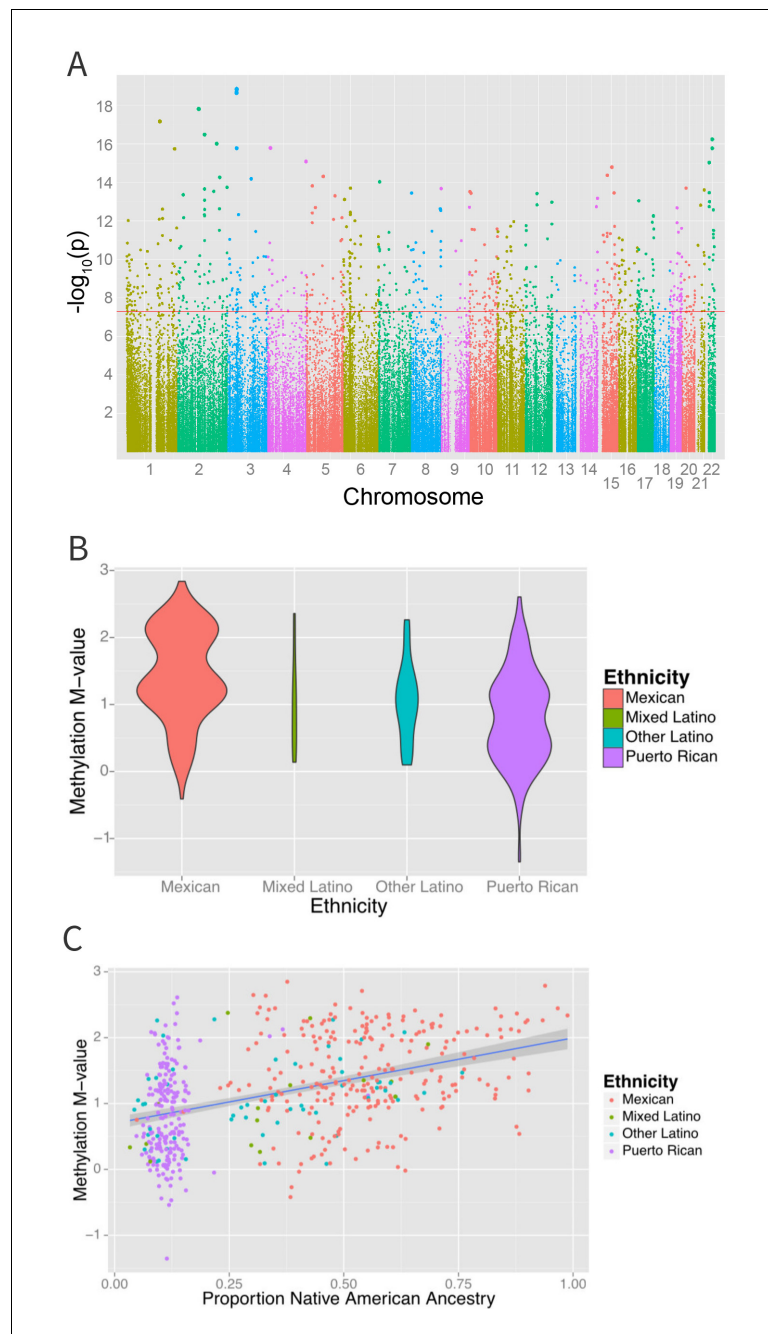 A
18
16
14
12
10
8
6
4
2
-log10(p)
1 2 3 4 5 6 7 8 9 10 11 12 13 14 16 18 20 22
15 17 19 21
Chromosome
B
3
2
1
0
−1
Methylation M−value
Mexican Mixed Latino Other Latino Puerto Rican
Ethnicity
Ethnicity
Mexican
Mixed Latino
Other Latino
Puerto Rican
C
3
2
1
0
−1
Methylation M−value
0.00 0.25 0.50 0.75 1.00
Proportion Native American Ancestry
Ethnicity
Mexican
Mixed Latino
Other Latino
Puerto Rican